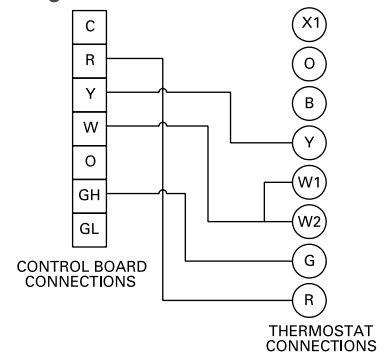 C
R
Y
W
O
GH
GL
CONTROL BOARD
CONNECTIONS
X1
O
B
Y
W1
W2
G
R
THERMOSTAT
CONNECTIONS